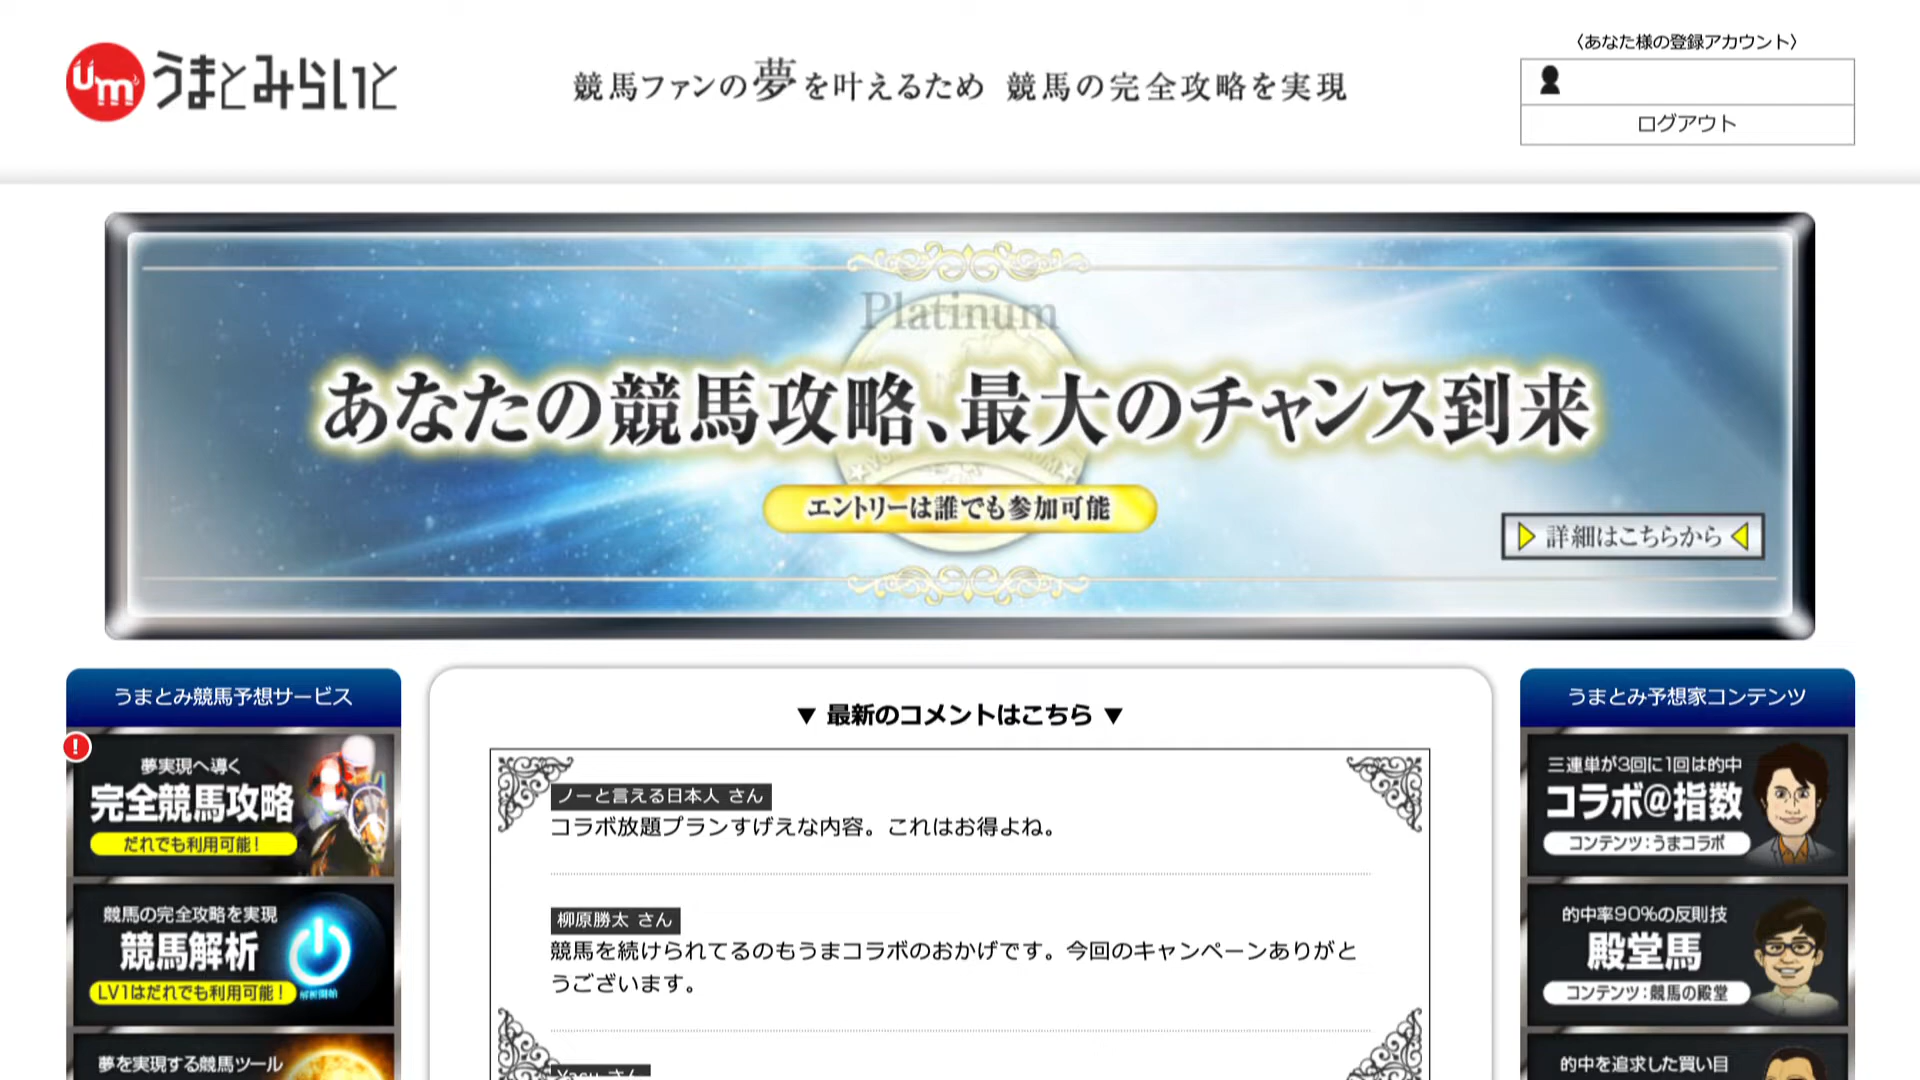 Um うまとみらいと
競馬ファンの夢を叶えるため 競馬の完全攻略を実現
〈あなた様の登録アカウント〉
ログアウト
Platinum
あなたの競馬攻略、最大のチャンス到来
エントリーは誰でも参加可能
詳細はこちらから
うまとみ競馬予想サービス
!
夢実現へ導く
完全競馬攻略
だれでも利用可能!
競馬の完全攻略を実現
競馬解析
LV1はだれでも利用可能!
解析開始
夢を実現する競馬ツール
▼ 最新のコメントはこちら ▼
ノーと言える日本人 さん
コラボ放題プランすげえな内容。これはお得よね。
柳原勝太 さん
競馬を続けられてるのもうまコラボのおかげです。今回のキャンペーンありがと
うございます。
Yasu さん
うまとみ予想家コンテンツ
三連単が3回に1回は的中
コラボ@指数
コンテンツ:うまコラボ
的中率90%の反則技
殿堂馬
コンテンツ:競馬の殿堂
的中を追求した買い目